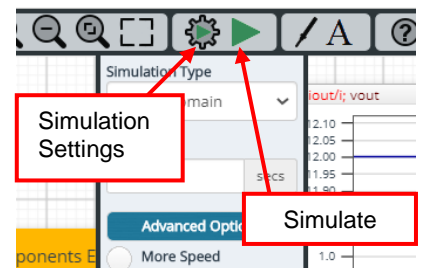 A ?
Simulation Type
omain
iout/i; vout
12.10
12.05
12.00
11.95
11.90
Simulation
Settings
secs
Simulate
Advanced Optio
ponents E
More Speed
1.0